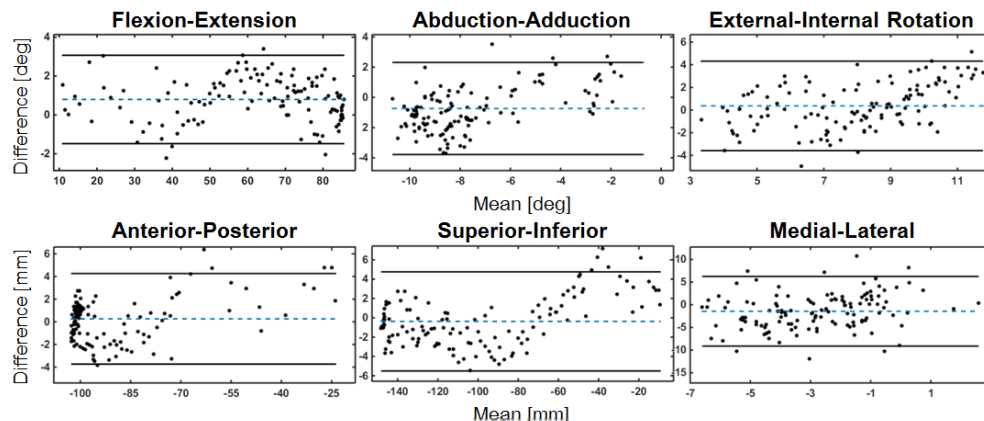 Flexion-Extension
Abduction-Adduction
External-Internal Rotation
Difference [deg]
4
2
0
-2
10 20 30 40 50 60 70 80
4
2
0
-2
-4
-10 -8 -6 -4 -2 0
6
4
2
0
-2
-4
3 5 7 9 11
Mean [deg]
Anterior-Posterior
Superior-Inferior
Medial-Lateral
Difference [mm]
6
4
2
0
-2
-4
-100 -85 -70 -55 -40 -25
6
4
2
0
-2
-4
-6
-140 -120 -100 -80 -60 -40 -20
10
5
0
-5
-10
15
-7 -5 -3 -1 1
Mean [mm]